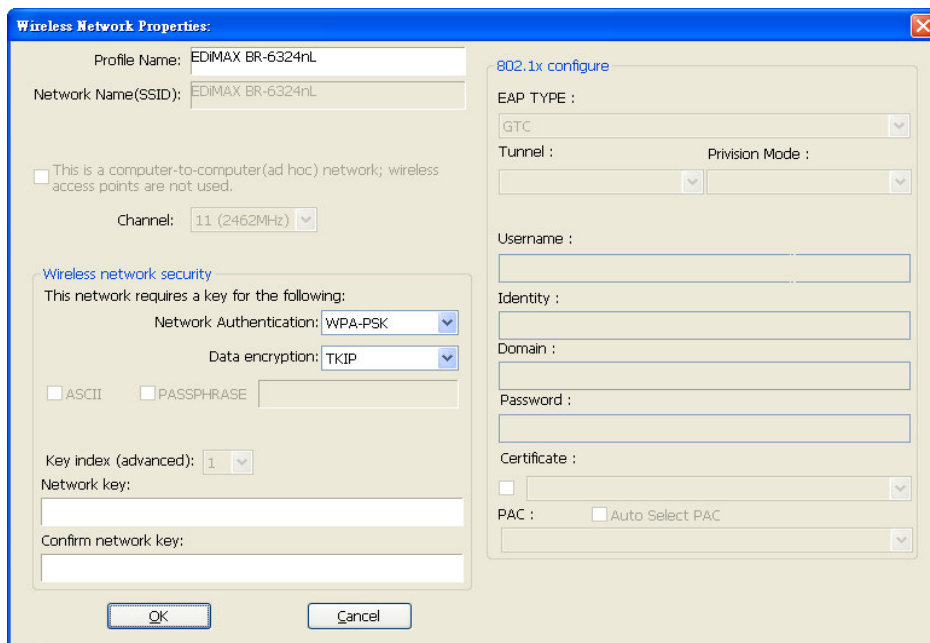 Wireless Network Properties:
Profile Name: EDiMAX BR-6324nL
Network Name(SSID): EDiMAX BR-6324nL
This is a computer-to-computer(ad hoc) network; wireless
access points are not used.
Channel: 11 (2462MHz)
Wireless network security
This network requires a key for the following:
Network Authentication: WPA-PSK
Data encryption: TKIP
ASCII PASSPHRASE
Key index (advanced): 1
Network key:
Confirm network key:
OK Cancel
802.1x configure
EAP TYPE :
GTC
Tunnel : Privision Mode :
Username :
Identity :
Domain :
Password :
Certificate :
PAC : Auto Select PAC